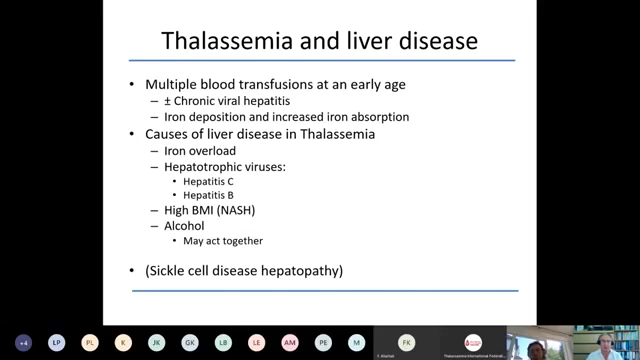 Thalassemia and liver disease
• Multiple blood transfusions at an early age
– ± Chronic viral hepatitis
– Iron deposition and increased iron absorption
• Causes of liver disease in Thalassemia
– Iron overload
– Hepatotrophic viruses:
• Hepatitis C
• Hepatitis B
– High BMI (NASH)
– Alcohol
• May act together
• (Sickle cell disease hepatopathy)
+4 LP PL K JK GK LB LE AM PE M FK